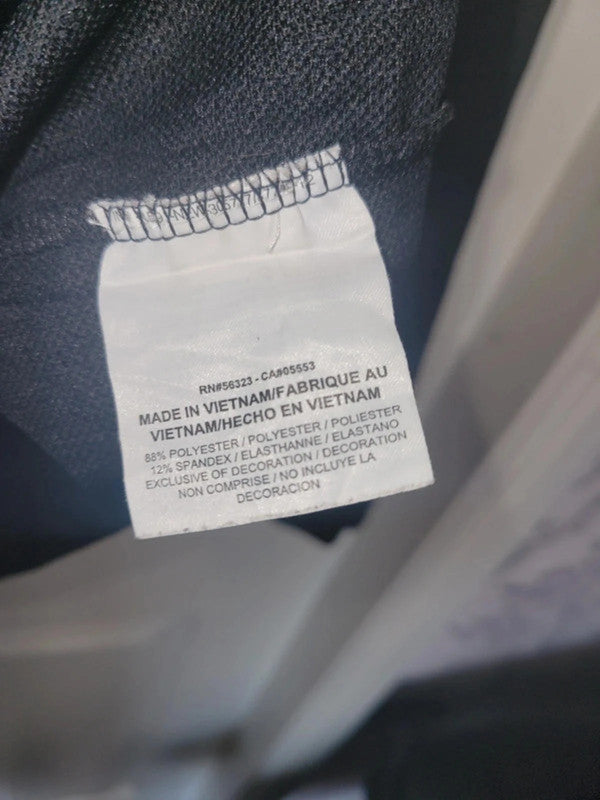 RN#56323 - CA#05553
MADE IN VIETNAM/FABRIQUE AU
VIETNAM/HECHO EN VIETNAM
88% POLYESTER / POLYESTER / POLIESTER
12% SPANDEX / ELASTHANNE / ELASTANO
EXCLUSIVE OF DECORATION / DECORATION
NON COMPRISE / NO INCLUYE LA
DECORACION